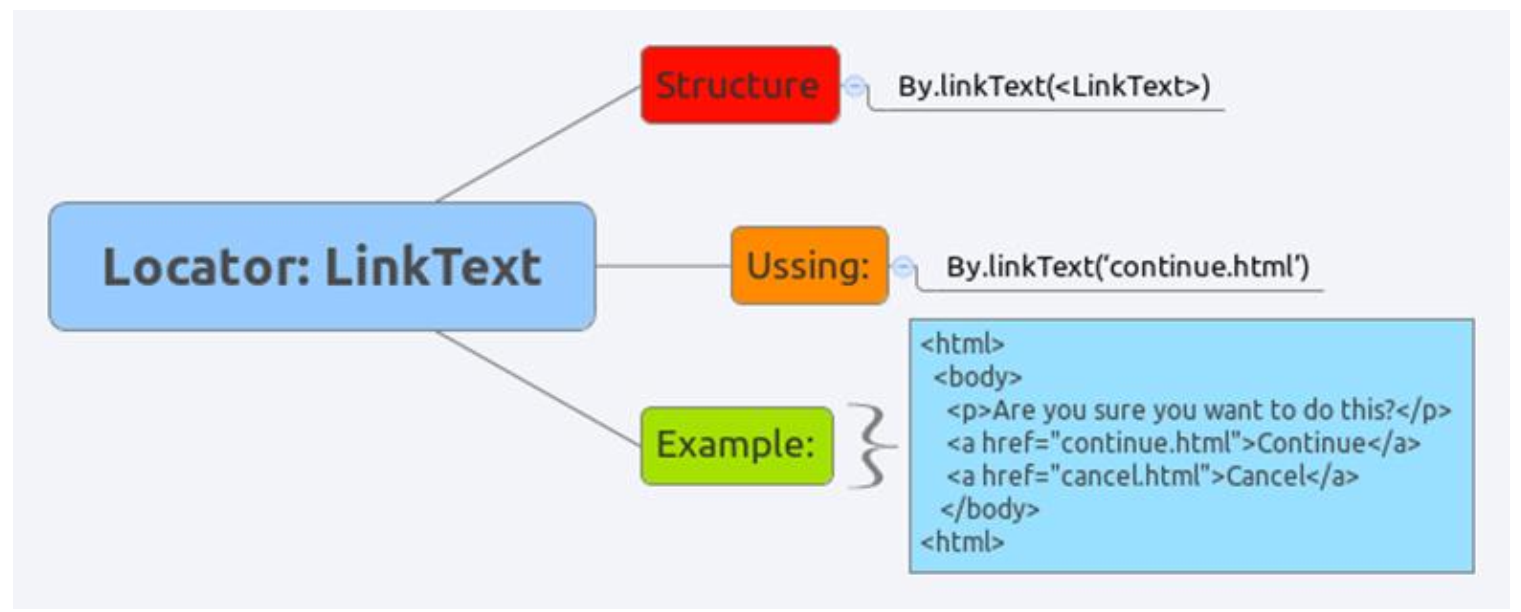 Structure
By.linkText(<LinkText>)
Locator: LinkText
Ussing:
By.linkText(‘continue.html’)
Example:
<html>
<body>
<p>Are you sure you want to do this?</p>
<a href="continue.html">Continue</a>
<a href="cancel.html">Cancel</a>
</body>
<html>